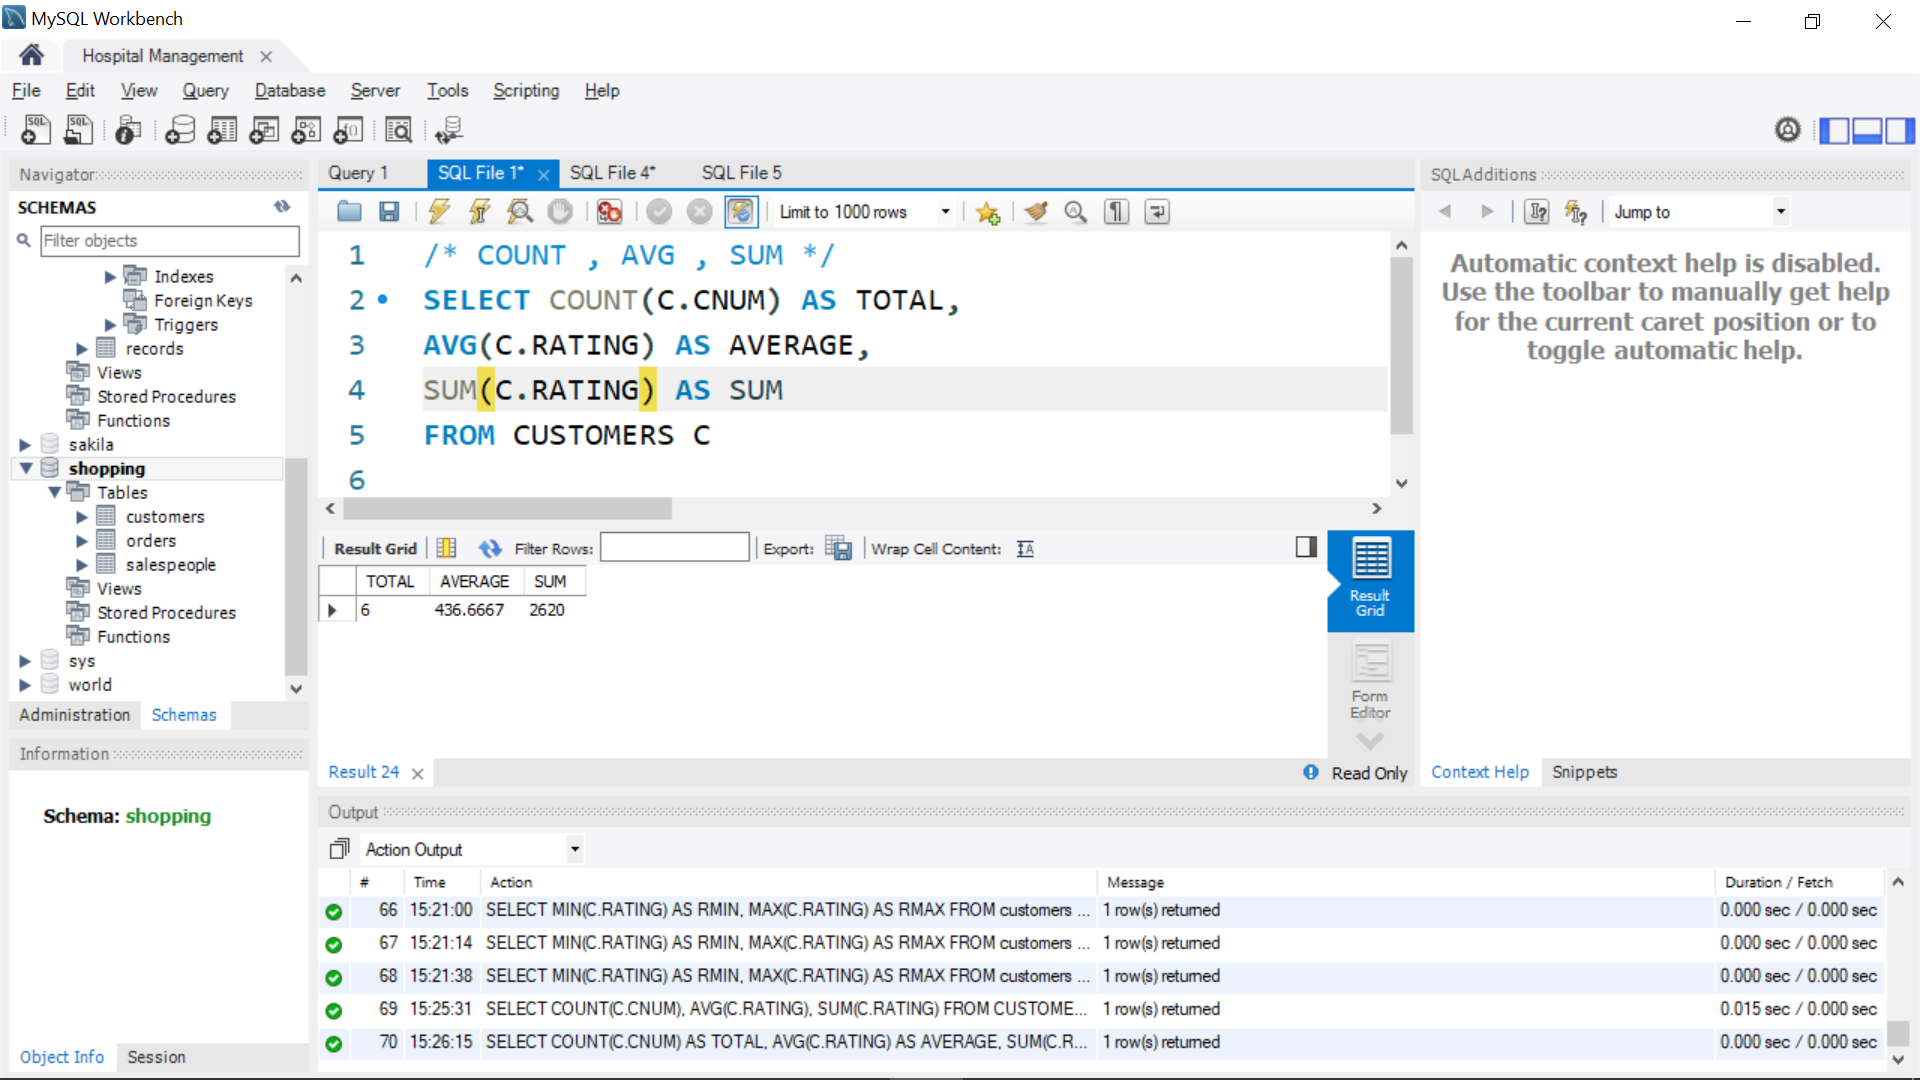 MySQL Workbench
Hospital Management
File Edit View Query Database Server Tools Scripting Help
Navigator
SCHEMAS
Filter objects
Indexes
Foreign Keys
Triggers
records
Views
Stored Procedures
Functions
sakila
shopping
Tables
customers
orders
salespeople
Views
Stored Procedures
Functions
sys
world
Administration Schemas
Information
Schema: shopping
Object Info Session
Query 1 SQL File 1* SQL File 4* SQL File 5
Limit to 1000 rows
1 /* COUNT , AVG , SUM */
2 SELECT COUNT(C.CNUM) AS TOTAL,
3 AVG(C.RATING) AS AVERAGE,
4 SUM(C.RATING) AS SUM
5 FROM CUSTOMERS C
6
Result Grid Filter Rows: Export: Wrap Cell Content:
TOTAL AVERAGE SUM
6 436.6667 2620
Result
Grid
Form
Editor
Result 24 Read Only
SQLAdditions
Jump to
Automatic context help is disabled.
Use the toolbar to manually get help
for the current caret position or to
toggle automatic help.
Context Help Snippets
Output
Action Output
# Time Action Message Duration / Fetch
66 15:21:00 SELECT MIN(C.RATING) AS RMIN, MAX(C.RATING) AS RMAX FROM customers ... 1 row(s) returned 0.000 sec / 0.000 sec
67 15:21:14 SELECT MIN(C.RATING) AS RMIN, MAX(C.RATING) AS RMAX FROM customers ... 1 row(s) returned 0.000 sec / 0.000 sec
68 15:21:38 SELECT MIN(C.RATING) AS RMIN, MAX(C.RATING) AS RMAX FROM customers ... 1 row(s) returned 0.000 sec / 0.000 sec
69 15:25:31 SELECT COUNT(C.CNUM), AVG(C.RATING), SUM(C.RATING) FROM CUSTOME... 1 row(s) returned 0.015 sec / 0.000 sec
70 15:26:15 SELECT COUNT(C.CNUM) AS TOTAL, AVG(C.RATING) AS AVERAGE, SUM(C.R... 1 row(s) returned 0.000 sec / 0.000 sec